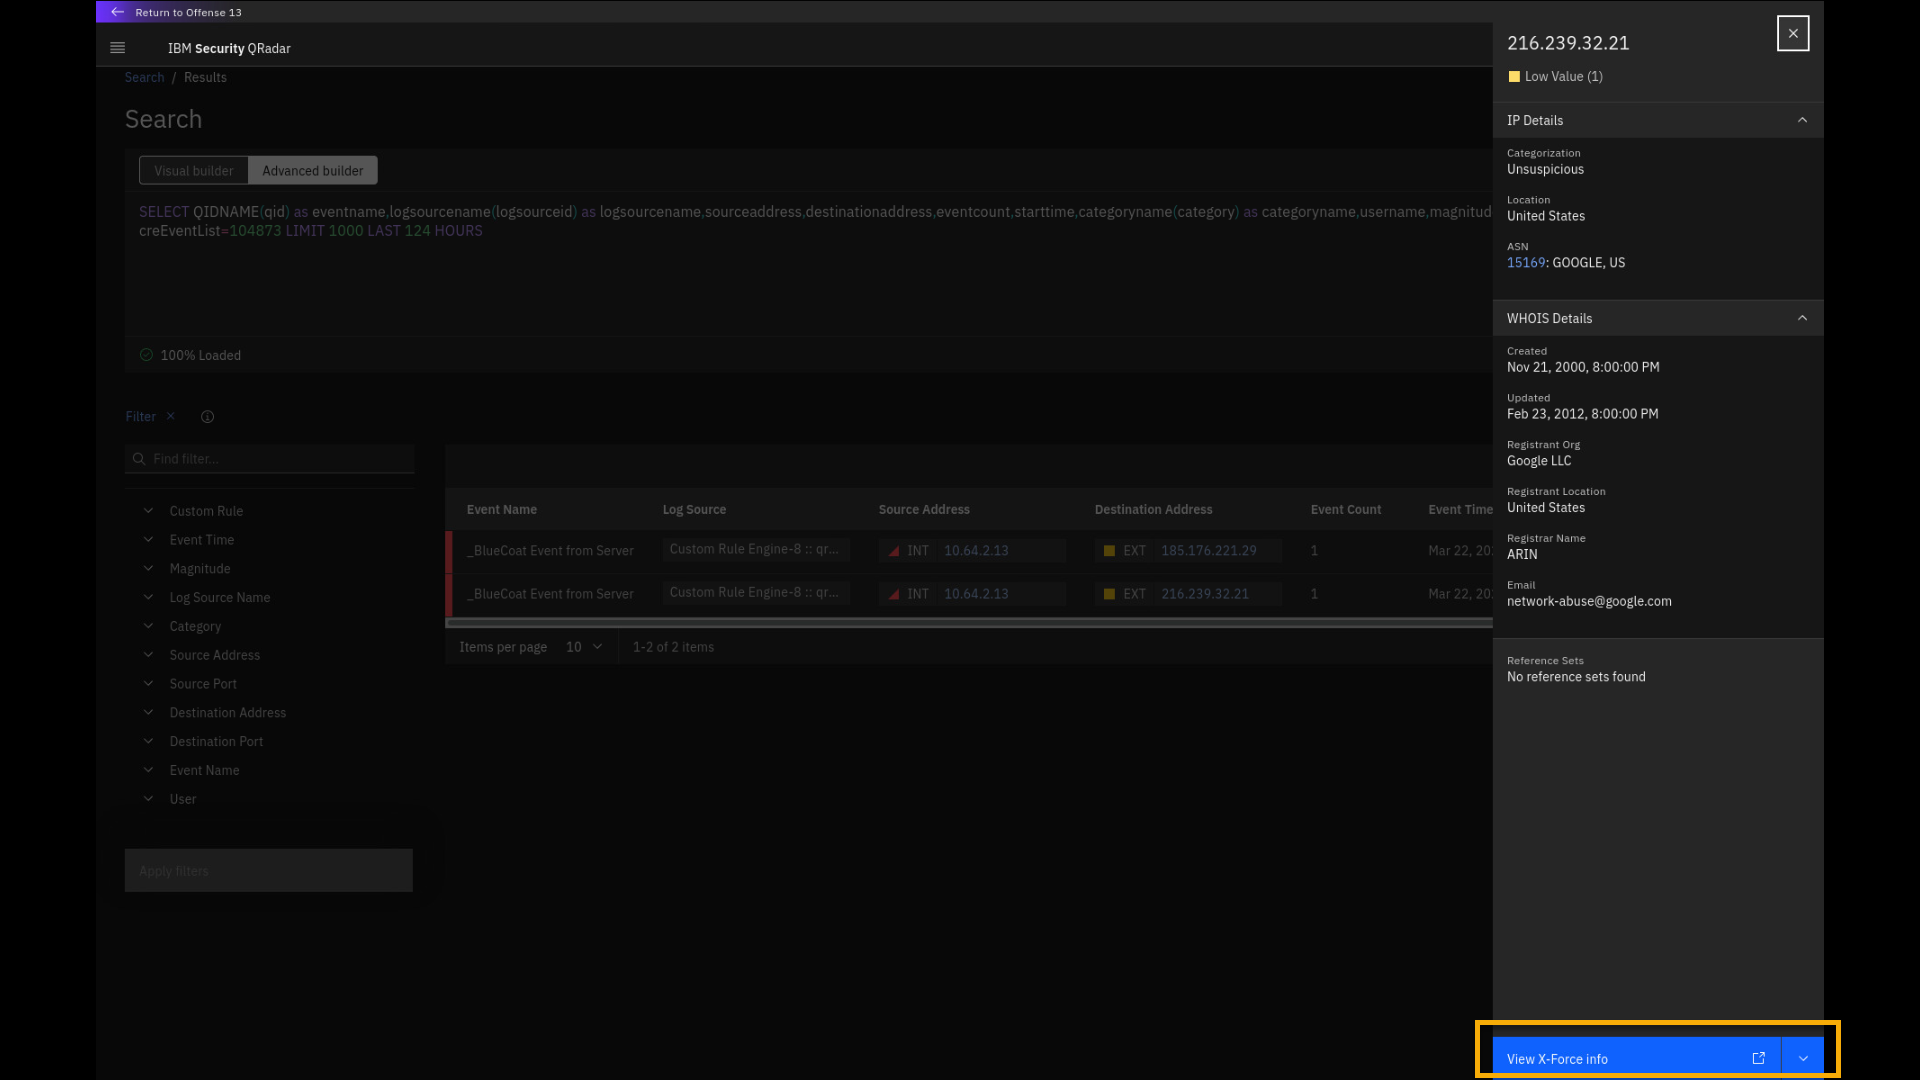 Return to Offense 13
IBM Security QRadar
Search / Results
Search
Visual builder
Advanced builder
SELECT QIDNAME(qid) as eventname,logsourcename(logsourceid) as logsourcename,sourceaddress,destinationaddress,eventcount,starttime,categoryname(category) as categoryname,username,magnitud
creEventList=104873 LIMIT 1000 LAST 124 HOURS
100% Loaded
Filter
Find filter...
Custom Rule
Event Time
Magnitude
Log Source Name
Category
Source Address
Source Port
Destination Address
Destination Port
Event Name
User
Apply filters
Event Name Log Source Source Address Destination Address Event Count Event Time
_BlueCoat Event from Server Custom Rule Engine-8 :: qr... INT 10.64.2.13 EXT 185.176.221.29 1 Mar 22, 20
_BlueCoat Event from Server Custom Rule Engine-8 :: qr... INT 10.64.2.13 EXT 216.239.32.21 1 Mar 22, 20
Items per page 10 1-2 of 2 items
216.239.32.21
Low Value (1)
IP Details
Categorization
Unsuspicious
Location
United States
ASN
15169: GOOGLE, US
WHOIS Details
Created
Nov 21, 2000, 8:00:00 PM
Updated
Feb 23, 2012, 8:00:00 PM
Registrant Org
Google LLC
Registrant Location
United States
Registrar Name
ARIN
Email
network-abuse@google.com
Reference Sets
No reference sets found
View X-Force info